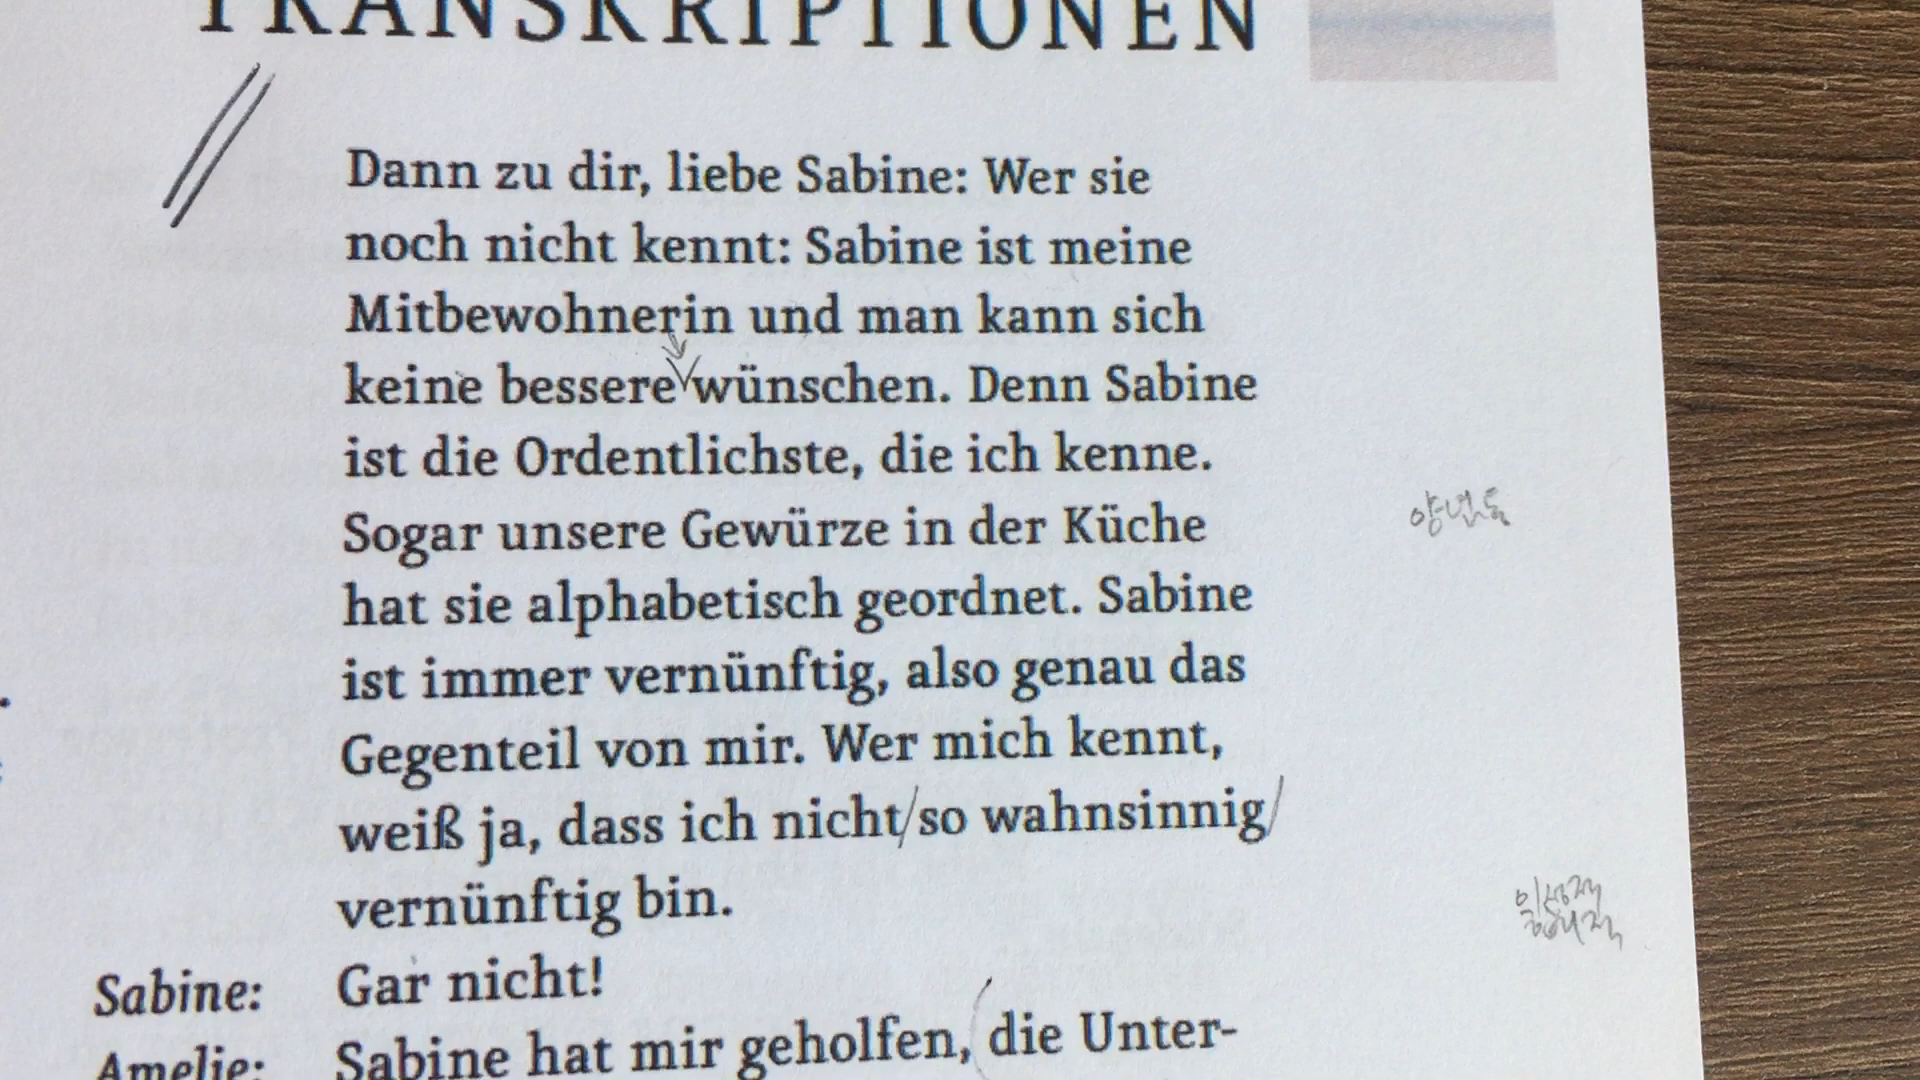 TRANSKRIPTIONEN
Dann zu dir, liebe Sabine: Wer sie
noch nicht kennt: Sabine ist meine
Mitbewohnerin und man kann sich
keine bessere wünschen. Denn Sabine
ist die Ordentlichste, die ich kenne.
Sogar unsere Gewürze in der Küche
양념들
hat sie alphabetisch geordnet. Sabine
ist immer vernünftig, also genau das
Gegenteil von mir. Wer mich kennt,
weiß ja, dass ich nicht/so wahnsinnig/
vernünftig bin.
Sabine: Gar nicht!
Amelie: Sabine hat mir geholfen, (die Unter-